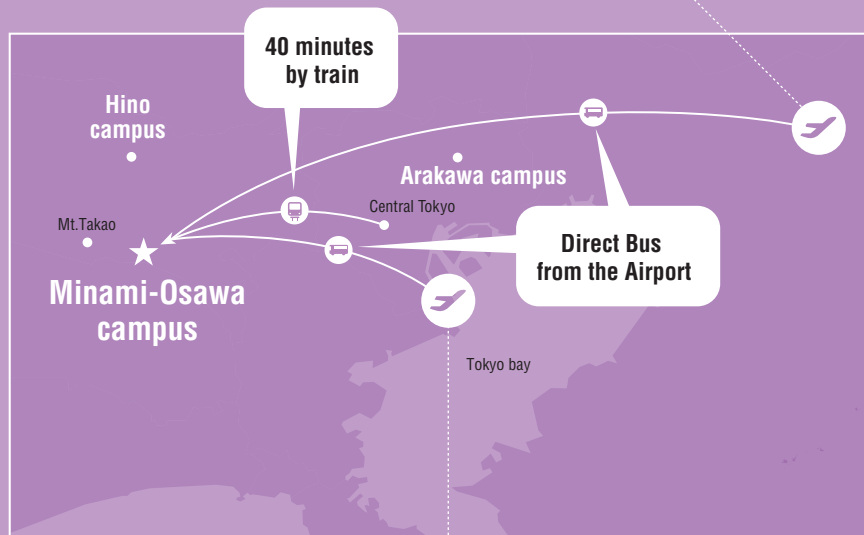 40 minutes
by train
Hino
campus
Arakawa campus
Central Tokyo
Mt.Takao
Direct Bus
from the Airport
Minami-Osawa
campus
Tokyo bay